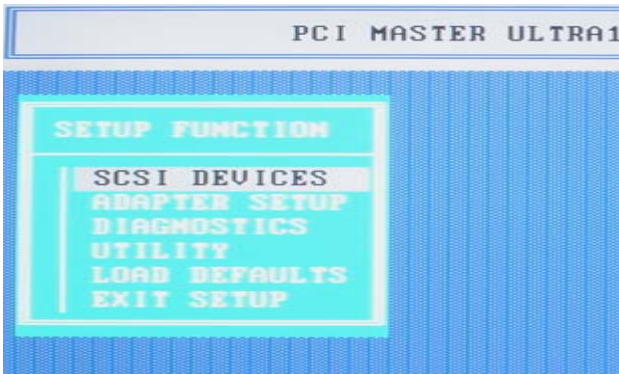 PCI MASTER ULTRA1
SETUP FUNCTION
SCSI DEVICES
ADAPTER SETUP
DIAGNOSTICS
UTILITY
LOAD DEFAULTS
EXIT SETUP